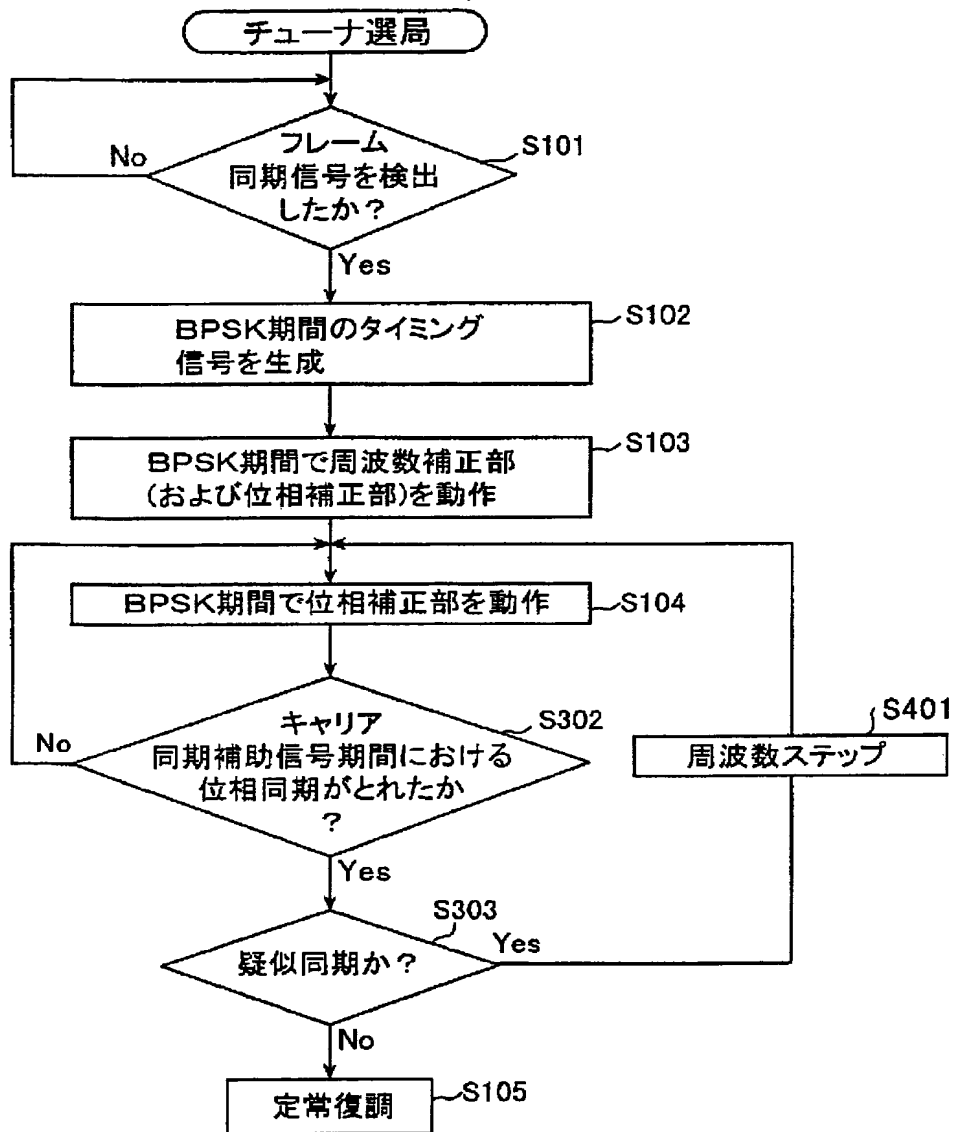 チューナ選局
No
フレーム
同期信号を検出
したか？
S101
Yes
BPSK期間のタイミング
信号を生成
S102
BPSK期間で周波数補正部
(および位相補正部)を動作
S103
BPSK期間で位相補正部を動作
S104
No
キャリア
同期補助信号期間における
位相同期がとれたか
？
S302
S401
周波数ステップ
Yes
S303
疑似同期か？
Yes
No
定常復調
S105